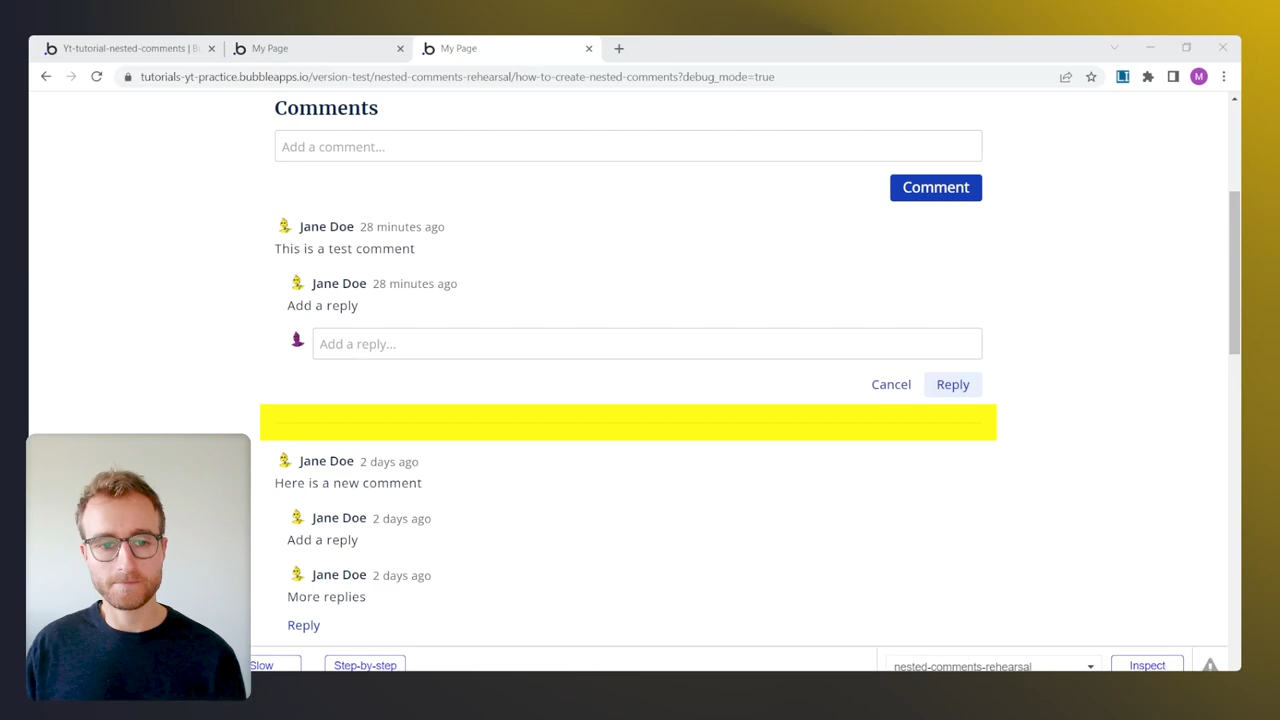 Yt-tutorial-nested-comments | B
My Page
My Page
tutorials-yt-practice.bubbleapps.io/version-test/nested-comments-rehearsal/how-to-create-nested-comments?debug_mode=true
M
Comments
Add a comment...
Comment
Jane Doe 28 minutes ago
This is a test comment
Jane Doe 28 minutes ago
Add a reply
Add a reply...
Cancel Reply
Jane Doe 2 days ago
Here is a new comment
Jane Doe 2 days ago
Add a reply
Jane Doe 2 days ago
More replies
Reply
Slow Step-by-step nested-comments-rehearsal Inspect